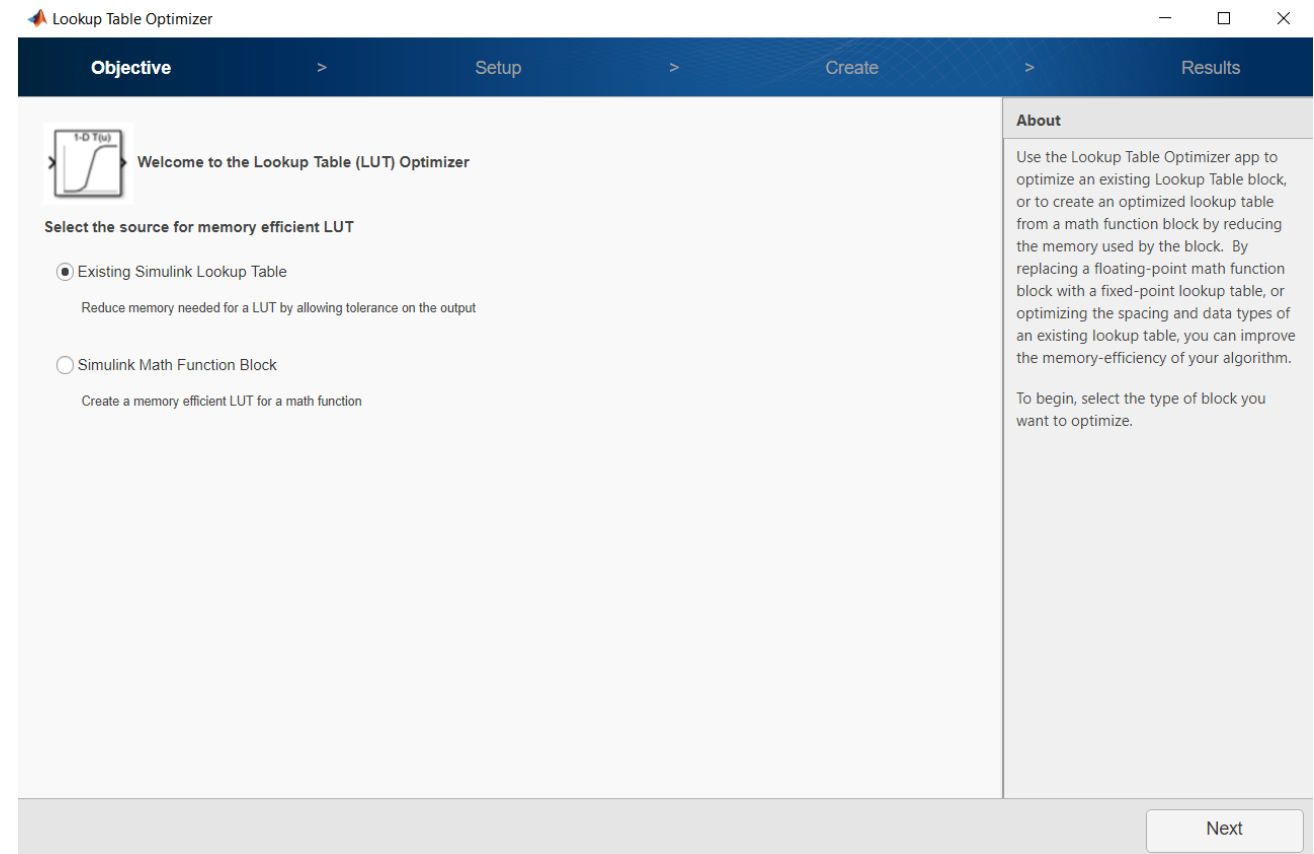 Lookup Table Optimizer
Objective > Setup > Create > Results
1-D T(u)
Welcome to the Lookup Table (LUT) Optimizer
Select the source for memory efficient LUT
Existing Simulink Lookup Table
Reduce memory needed for a LUT by allowing tolerance on the output
Simulink Math Function Block
Create a memory efficient LUT for a math function
About
Use the Lookup Table Optimizer app to
optimize an existing Lookup Table block,
or to create an optimized lookup table
from a math function block by reducing
the memory used by the block. By
replacing a floating-point math function
block with a fixed-point lookup table, or
optimizing the spacing and data types of
an existing lookup table, you can improve
the memory-efficiency of your algorithm.
To begin, select the type of block you
want to optimize.
Next